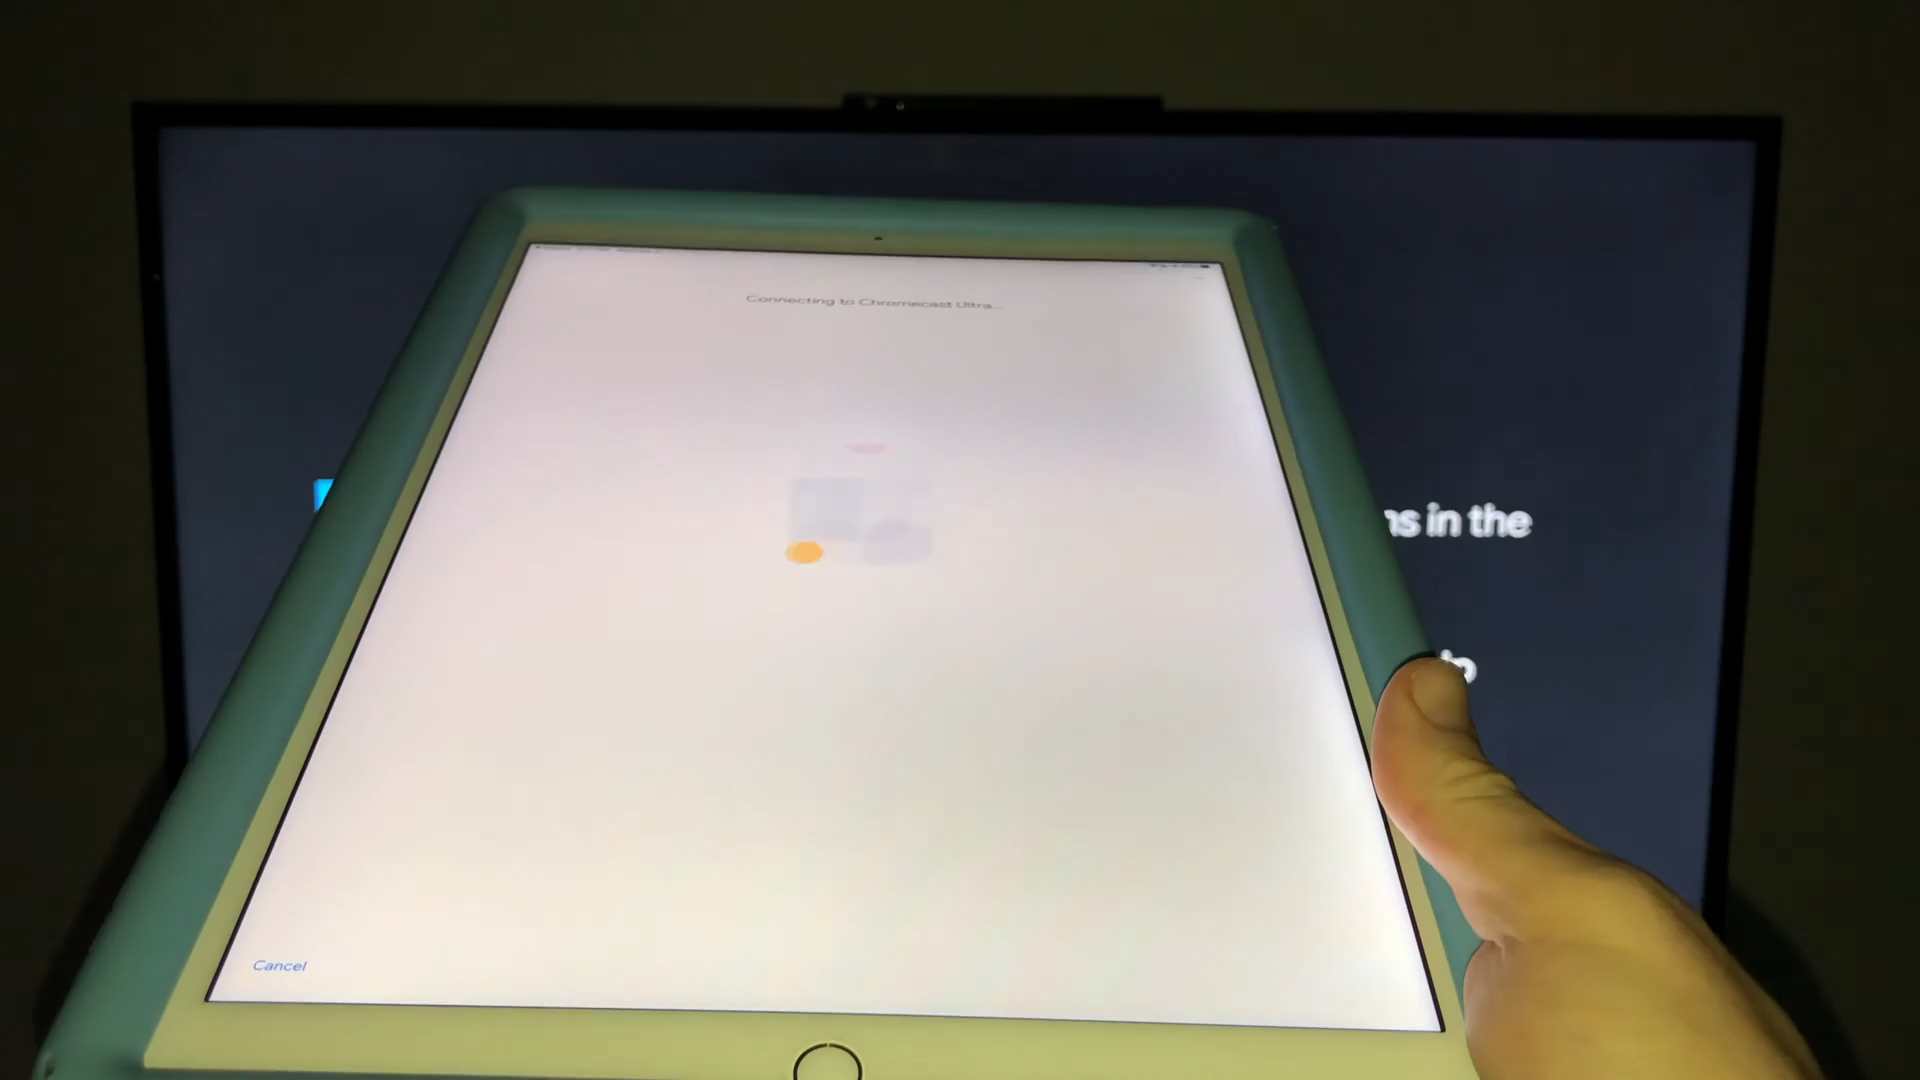 Connecting to Chromecast Ultra...
in the
Cancel